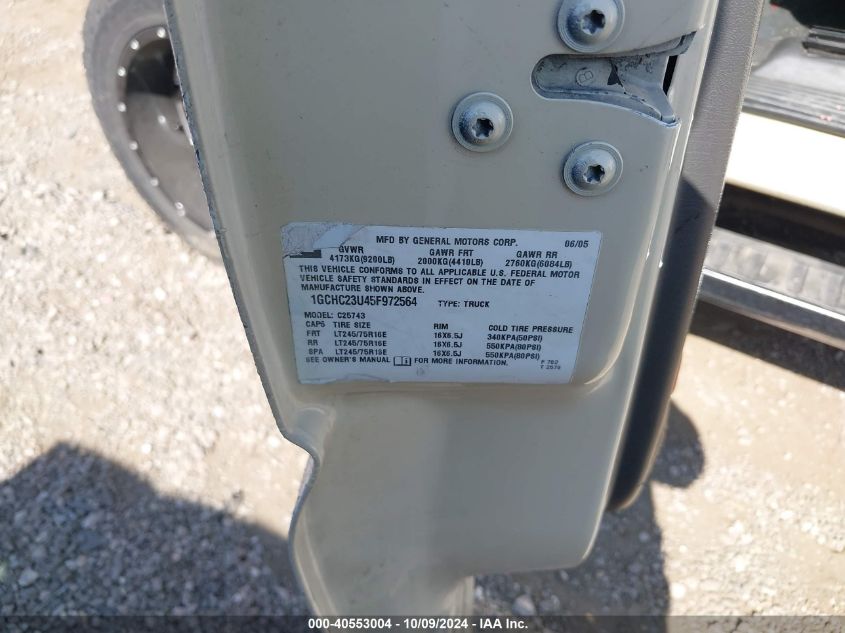 MFD BY GENERAL MOTORS CORP. 06/05
GVWR GAWR FRT GAWR RR
4173KG(9200LB) 2000KG(4410LB) 2760KG(6084LB)
THIS VEHICLE CONFORMS TO ALL APPLICABLE U.S. FEDERAL MOTOR
VEHICLE SAFETY STANDARDS IN EFFECT ON THE DATE OF
MANUFACTURE SHOWN ABOVE.
1GCHC23U45F972564 TYPE: TRUCK
MODEL: C25743
CAPS TIRE SIZE RIM COLD TIRE PRESSURE
FRT LT245/75R16E 16X6.5J 340KPA(50PSI)
RR LT245/75R16E 16X6.5J 550KPA(80PSI)
SPA LT245/75R16E 16X6.5J 550KPA(80PSI)
SEE OWNER'S MANUAL FOR MORE INFORMATION.
000-40553004 - 10/09/2024 - IAA Inc.